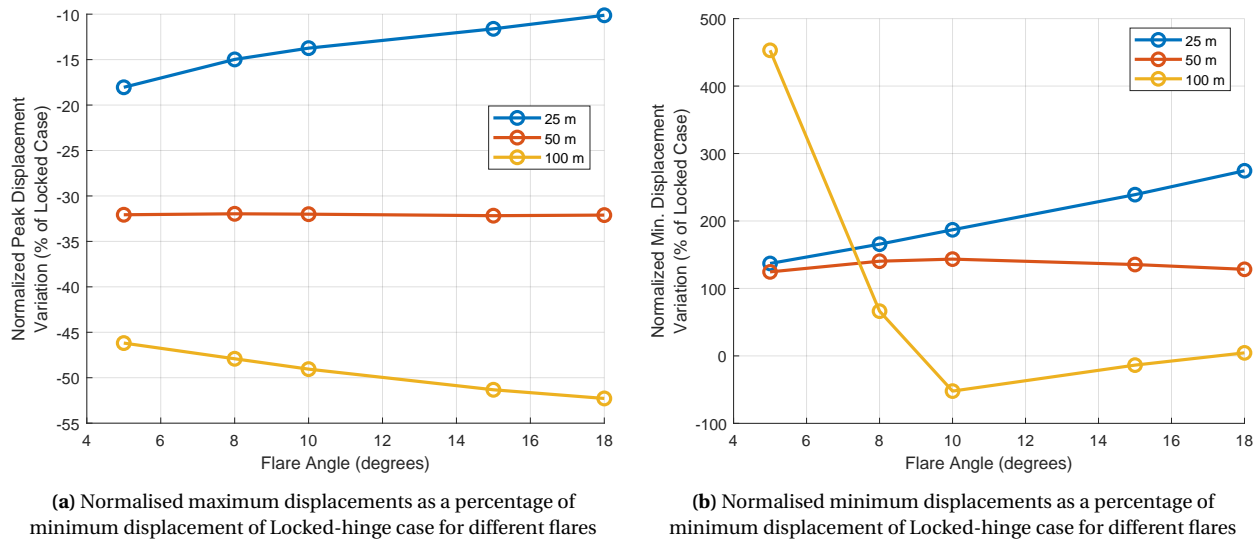 -10
-15
-20
-25
-30
-35
-40
-45
-50
-55
4
6
8
10
12
14
16
18
Normalized Peak Displacement
Variation (% of Locked Case)
Flare Angle (degrees)
25 m
50 m
100 m
(a) Normalised maximum displacements as a percentage of
minimum displacement of Locked-hinge case for different flares
500
400
300
200
100
0
-100
4
6
8
10
12
14
16
18
Normalized Min. Displacement
Variation (% of Locked Case)
Flare Angle (degrees)
25 m
50 m
100 m
(b) Normalised minimum displacements as a percentage of
minimum displacement of Locked-hinge case for different flares